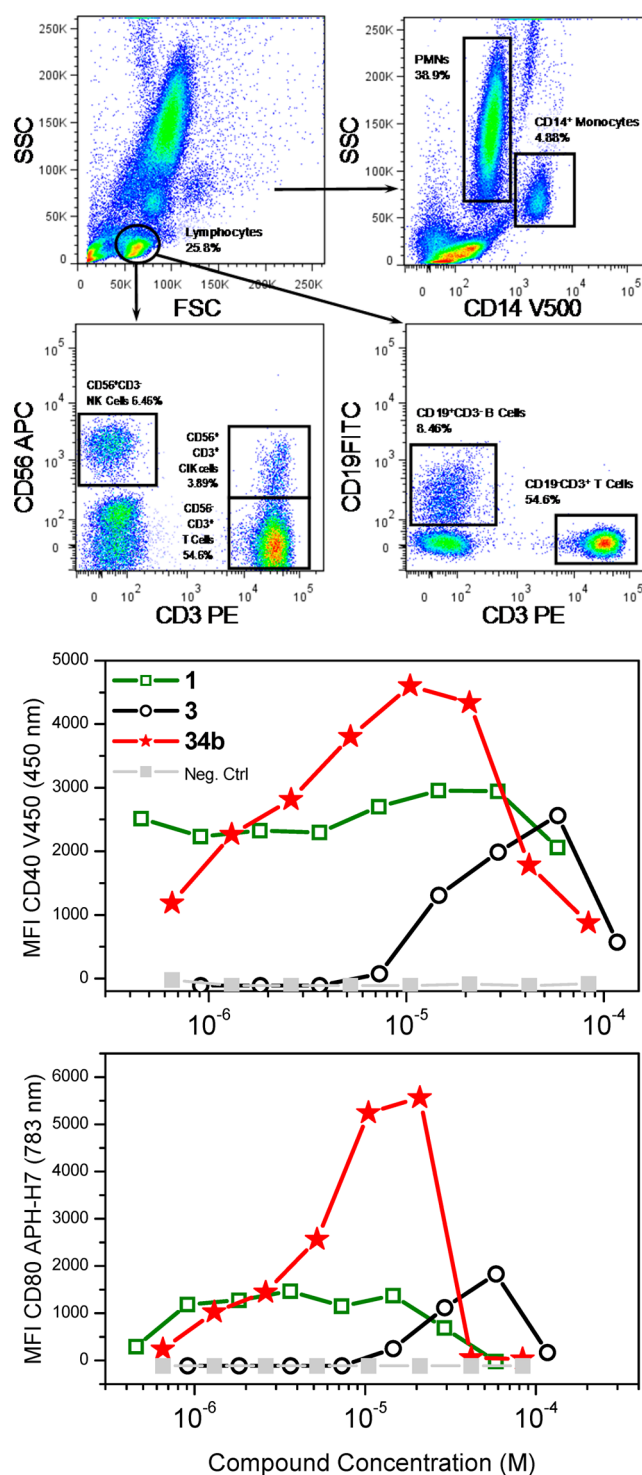 250K
200K
150K
100K
50K
0
SSC
Lymphocytes
25.8%
0 50K 100K 150K 200K 250K
FSC
250K
200K
150K
100K
50K
0
SSC
PMNs
38.9%
CD14⁺ Monocytes
4.88%
0 10² 10³ 10⁴ 10⁵
CD14 V500
10⁵
10⁴
10³
10²
0
CD56 APC
CD56⁺CD3⁻
NK Cells 6.46%
CD56⁺
CD3⁺
CIK cells
3.89%
CD56⁻
CD3⁺
T Cells
54.6%
0 10² 10³ 10⁴ 10⁵
CD3 PE
10⁵
10⁴
10³
10²
0
CD19FITC
CD19⁺CD3⁻ B Cells
8.46%
CD19⁻CD3⁺ T Cells
54.6%
0 10² 10³ 10⁴ 10⁵
CD3 PE
5000
4000
3000
2000
1000
0
MFI CD40 V450 (450 nm)
1
3
34b
Neg. Ctrl
10⁻⁶ 10⁻⁵ 10⁻⁴
6000
5000
4000
3000
2000
1000
0
MFI CD80 APH-H7 (783 nm)
10⁻⁶ 10⁻⁵ 10⁻⁴
Compound Concentration (M)